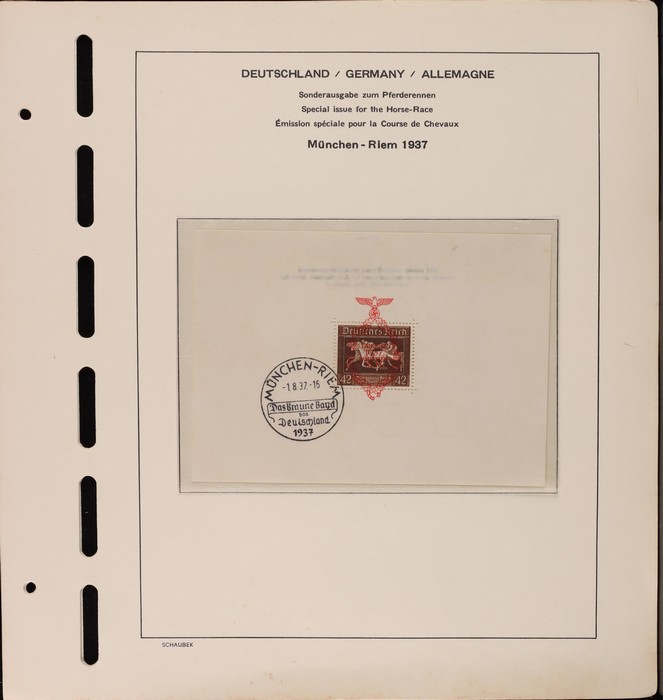 DEUTSCHLAND / GERMANY / ALLEMAGNE
Sonderausgabe zum Pferderennen
Special issue for the Horse-Race
Émission spéciale pour la Course de Chevaux
München - Riem 1937
Deutsches Reich
42 42
MÜNCHEN-RIEM
-1.8.37.-16
Das Braune Band
von
Deutschland
1937
SCHAUBEK